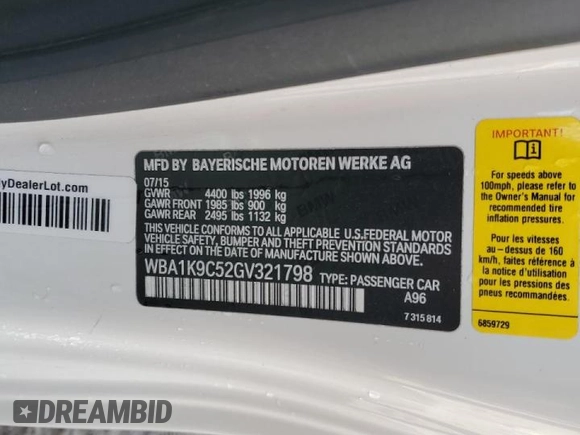 MFD BY BAYERISCHE MOTOREN WERKE AG
07/15
GVWR 4400 lbs 1996 kg
GAWR FRONT 1985 lbs 900 kg
GAWR REAR 2495 lbs 1132 kg
THIS VEHICLE CONFORMS TO ALL APPLICABLE U.S.FEDERAL MOTOR
VEHICLE SAFETY, BUMPER, AND THEFT PREVENTION STANDARDS
IN EFFECT ON THE DATE OF MANUFACTURE SHOWN ABOVE.
WBA1K9C52GV321798 TYPE: PASSENGER CAR
A96
7 315 814
yDealerLot.com
IMPORTANT!
For speeds above
100mph, please refer to
the Owner's Manual for
recommended tire
inflation pressures.
Pour les vitesses
au-dessus de 160
km/h, reportez-vous à
la notice d'utilisation
pour les pressions
des pneus
recommandées.
6859729
DREAMBID